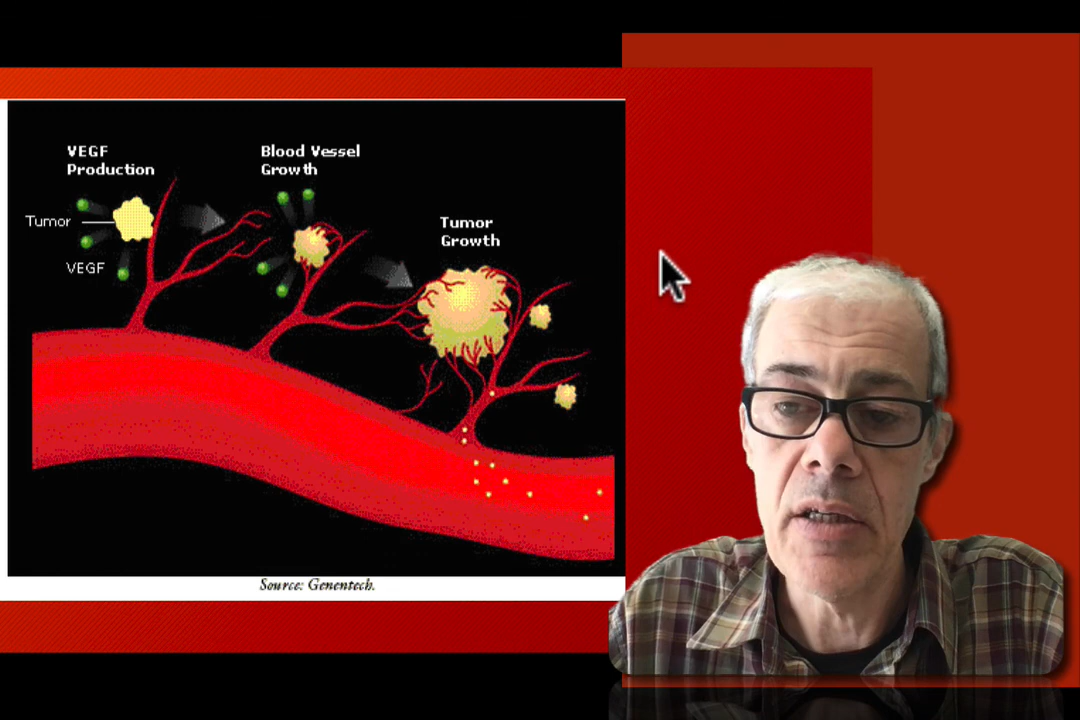 VEGF
Production
Tumor
VEGF
Blood Vessel
Growth
Tumor
Growth
Source: Genentech.